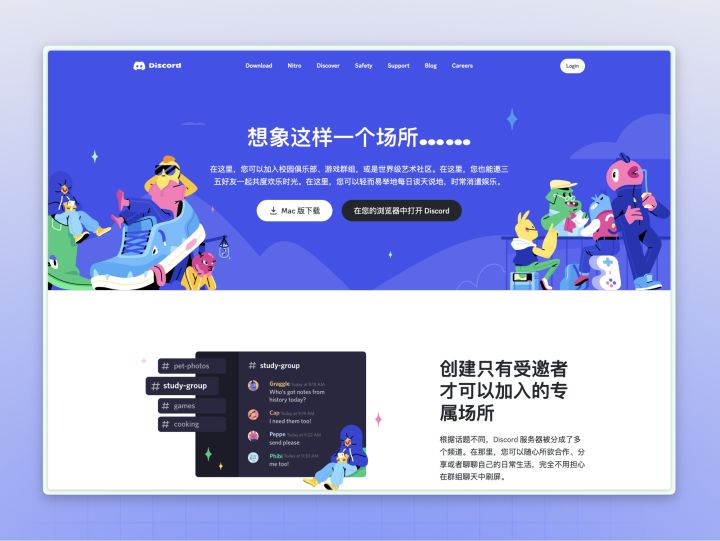 Discord
Download Nitro Discover Safety Support Blog Careers
Login
想象这样一个场所……
在这里，您可以加入校园俱乐部、游戏群组，或是世界级艺术社区。在这里，您也能邀三
五好友一起共度欢乐时光。在这里，您可以轻而易举地每日谈天说地，时常消遣娱乐。
Mac 版下载
在您的浏览器中打开 Discord
# pet-photos
# study-group
# games
# cooking
# study-group
Graggle Today at 9:18 AM
Who's got notes from
history today?
Cap Today at 9:19 AM
I need them too!
Peppe Today at 9:22 AM
send please
Phibi Today at 9:30 AM
me too!
创建只有受邀者
才可以加入的专
属场所
根据话题不同，Discord 服务器被分成了多
个频道。在那里，您可以随心所欲合作、分
享或者聊聊自己的日常生活，完全不用担心
在群组聊天中刷屏。